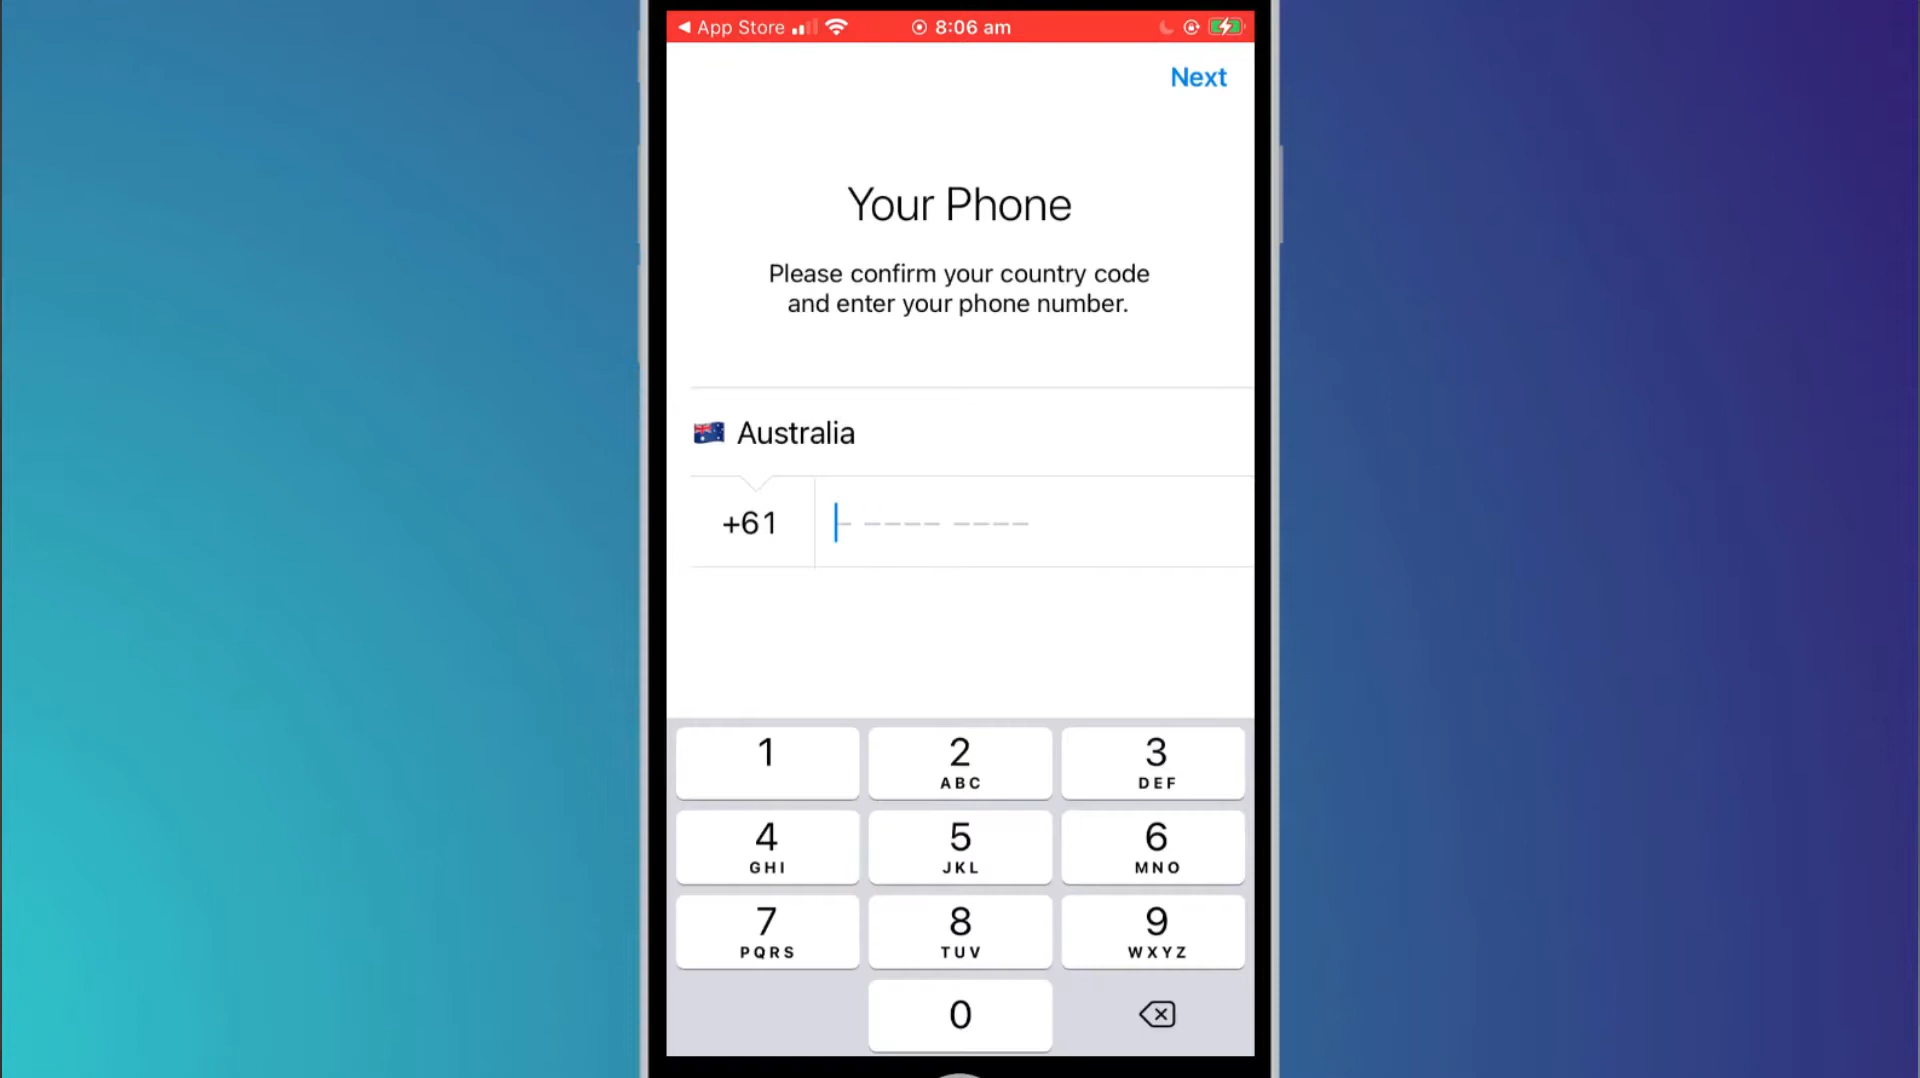 App Store
8:06 am
Next
Your Phone
Please confirm your country code
and enter your phone number.
Australia
+61
1
2
ABC
3
DEF
4
GHI
5
JKL
6
MNO
7
PQRS
8
TUV
9
WXYZ
0